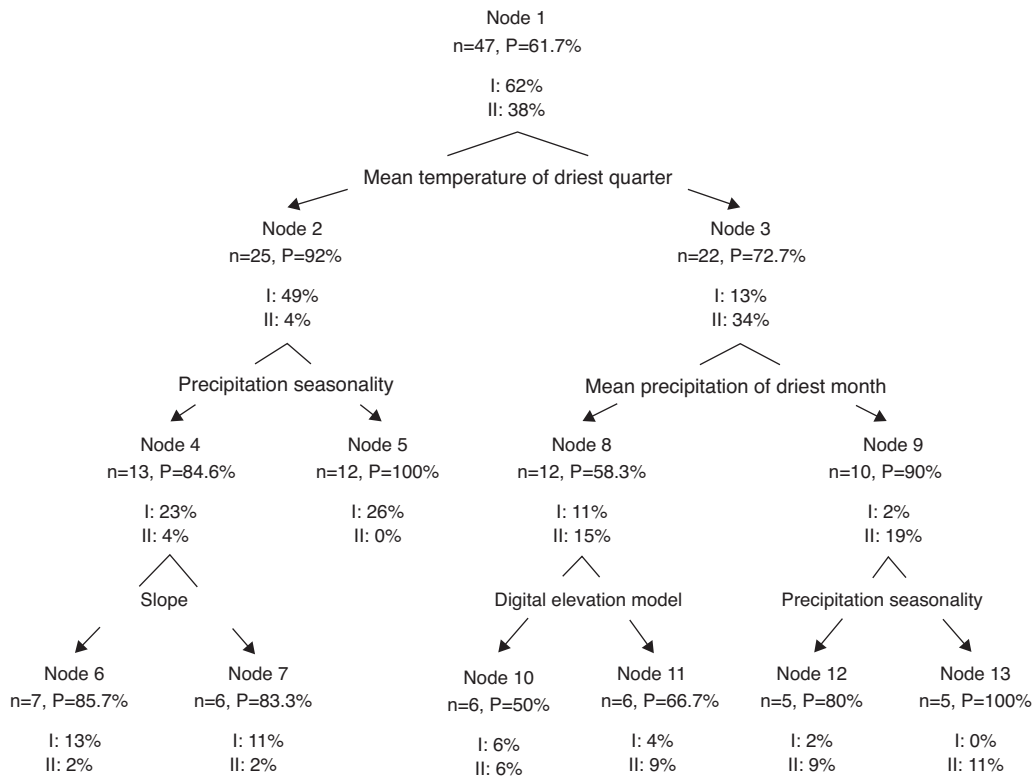 Node 1
n=47, P=61.7%
I: 62%
II: 38%
Mean temperature of driest quarter
Node 2
n=25, P=92%
I: 49%
II: 4%
Node 3
n=22, P=72.7%
I: 13%
II: 34%
Precipitation seasonality
Mean precipitation of driest month
Node 4
n=13, P=84.6%
I: 23%
II: 4%
Node 5
n=12, P=100%
I: 26%
II: 0%
Node 8
n=12, P=58.3%
I: 11%
II: 15%
Node 9
n=10, P=90%
I: 2%
II: 19%
Slope
Digital elevation model
Precipitation seasonality
Node 6
n=7, P=85.7%
I: 13%
II: 2%
Node 7
n=6, P=83.3%
I: 11%
II: 2%
Node 10
n=6, P=50%
I: 6%
II: 6%
Node 11
n=6, P=66.7%
I: 4%
II: 9%
Node 12
n=5, P=80%
I: 2%
II: 9%
Node 13
n=5, P=100%
I: 0%
II: 11%